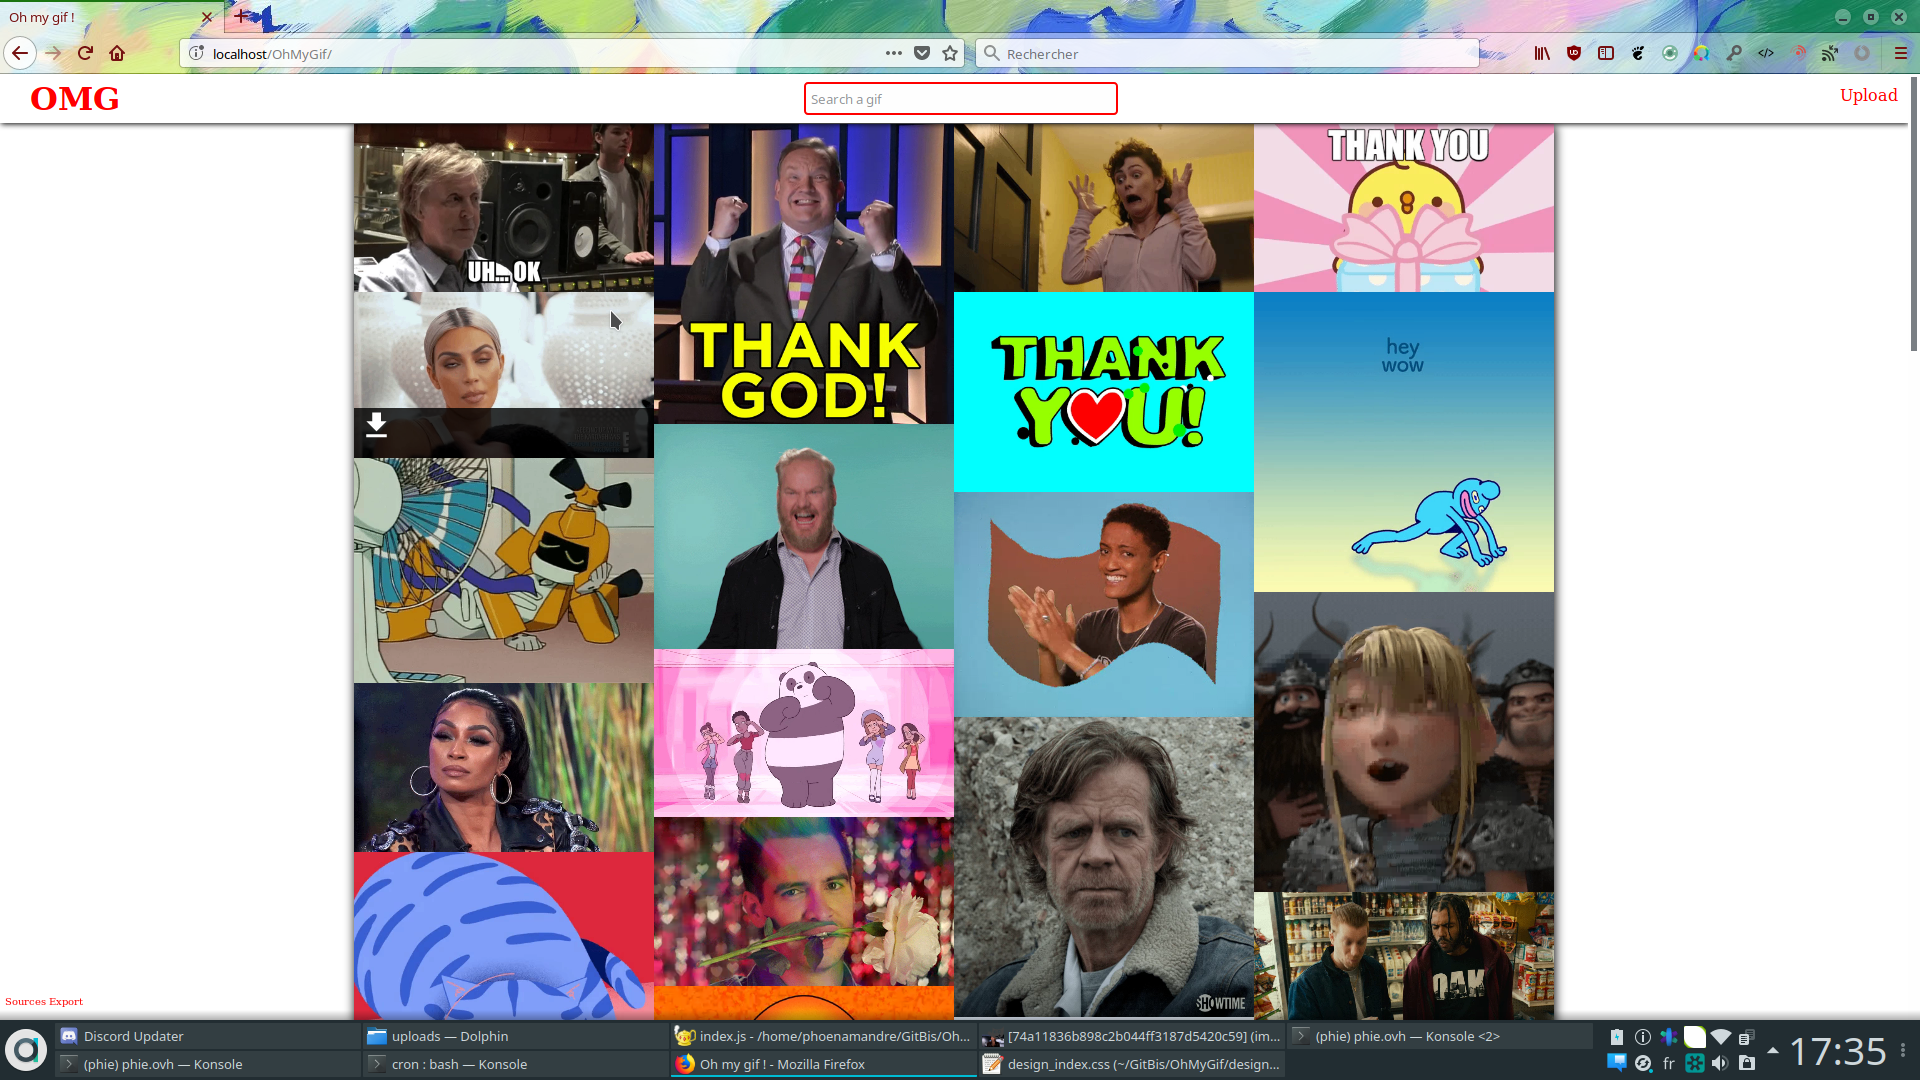 Oh my gif !
localhost/OhMyGif/
Rechercher
OMG
Search a gif
Upload
UH... OK
THANK
GOD!
THANK YOU
THANK
YOU!
hey
wow
SHOWTIME
OAK
Sources Export
Discord Updater
uploads — Dolphin
index.js - /home/phoenamandre/GitBis/Oh...
[74a11836b898c2b044ff3187d5420c59] (im...
(phie) phie.ovh — Konsole <2>
(phie) phie.ovh — Konsole
cron : bash — Konsole
Oh my gif ! - Mozilla Firefox
design_index.css (~/GitBis/OhMyGif/design...
fr
17:35